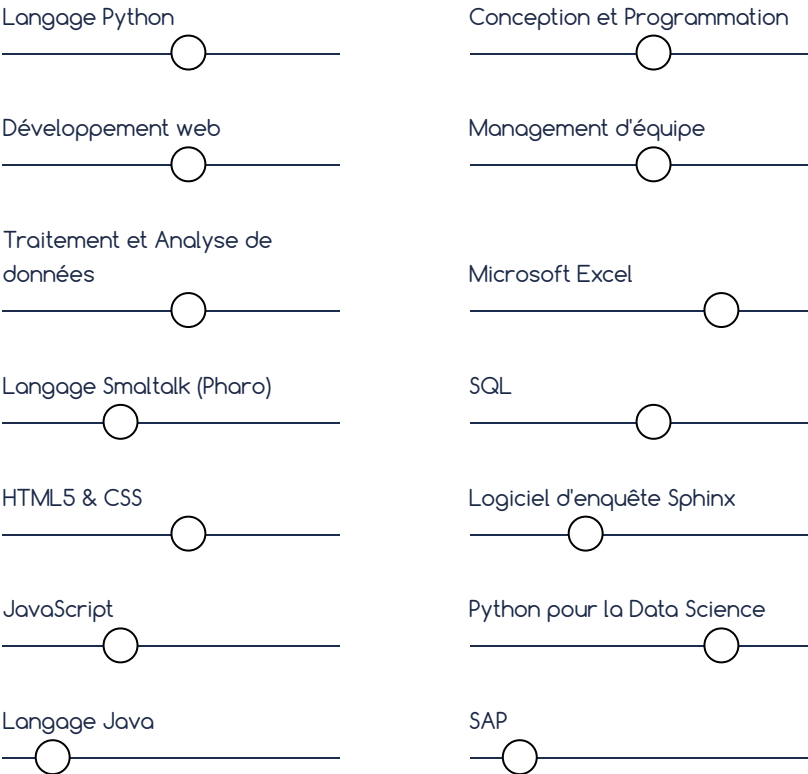 Langage Python
Conception et Programmation
Développement web
Management d'équipe
Traitement et Analyse de
données
Microsoft Excel
Langage Smaltalk (Pharo)
SQL
HTML5 & CSS
Logiciel d'enquête Sphinx
JavaScript
Python pour la Data Science
Langage Java
SAP